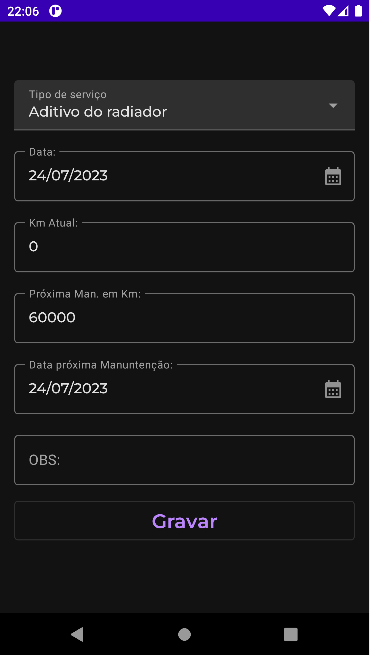 22:06
Tipo de serviço
Aditivo do radiador
Data:
24/07/2023
Km Atual:
0
Próxima Man. em Km:
60000
Data próxima Manuntenção:
24/07/2023
OBS:
Gravar